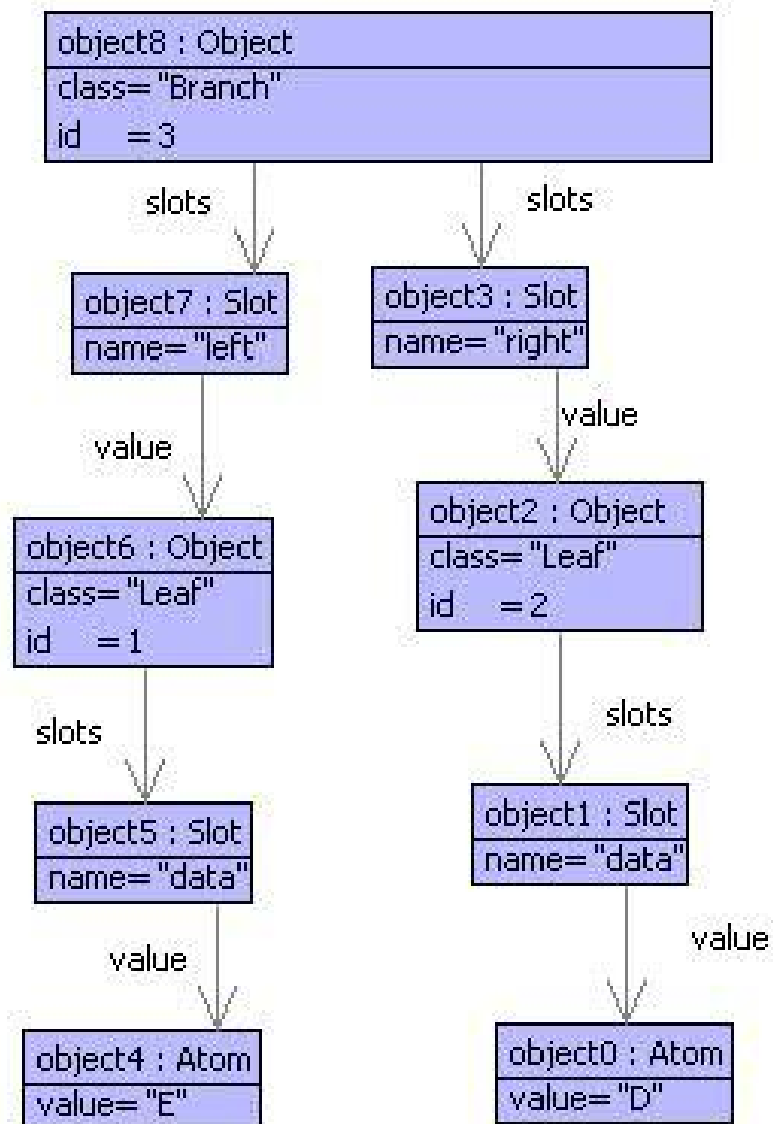 object8 : Object
class= "Branch"
id = 3
slots
slots
object7 : Slot
name= "left"
object3 : Slot
name= "right"
value
value
object6 : Object
class= "Leaf"
id = 1
object2 : Object
class= "Leaf"
id = 2
slots
slots
object5 : Slot
name= "data"
object1 : Slot
name= "data"
value
value
object4 : Atom
value= "E"
object0 : Atom
value= "D"